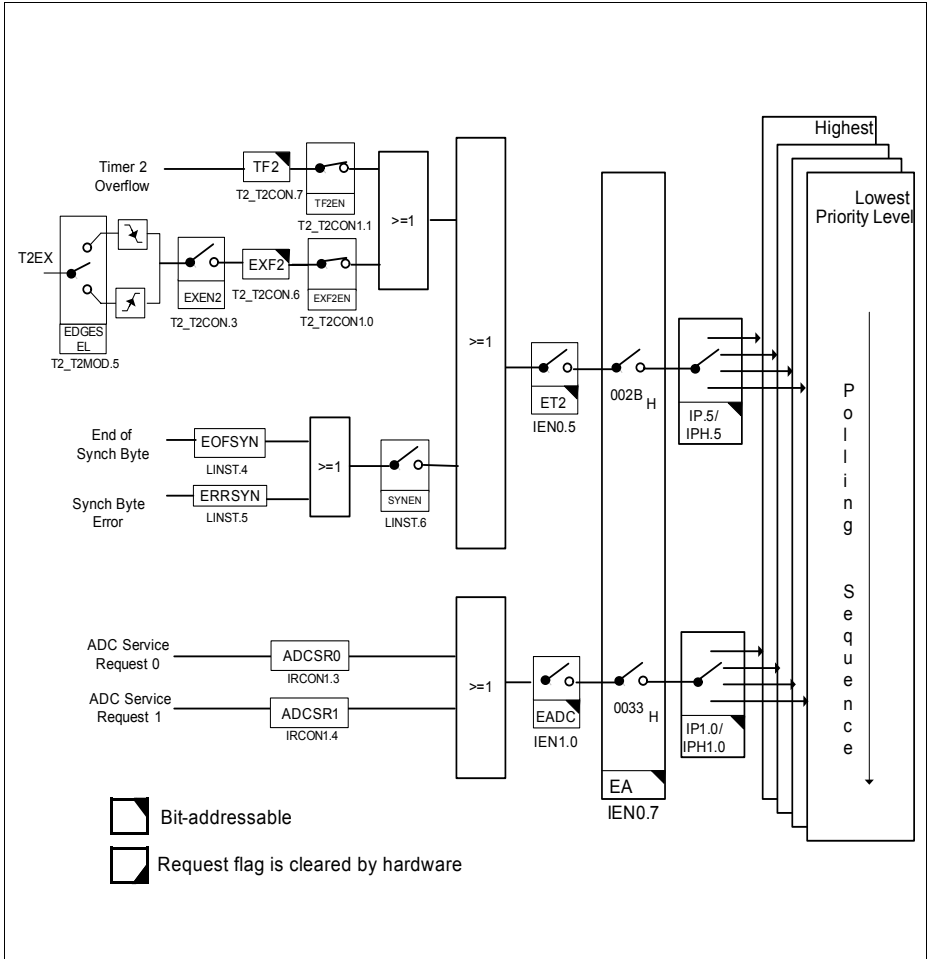 Highest
Lowest
Priority Level
Timer 2
Overflow
TF2
T2_T2CON.7
TF2EN
T2_T2CON1.1
>=1
T2EX
EDGES
EL
T2_T2MOD.5
EXEN2
T2_T2CON.3
EXF2
T2_T2CON.6
EXF2EN
T2_T2CON1.0
>=1
ET2
IEN0.5
002B H
IP.5/
IPH.5
End of
Synch Byte
EOFSYN
LINST.4
>=1
Synch Byte
Error
ERRSYN
LINST.5
SYNEN
LINST.6
Polling Sequence
ADC Service
Request 0
ADCSR0
IRCON1.3
ADC Service
Request 1
ADCSR1
IRCON1.4
>=1
EADC
IEN1.0
0033 H
IP1.0/
IPH1.0
EA
IEN0.7
Bit-addressable
Request flag is cleared by hardware